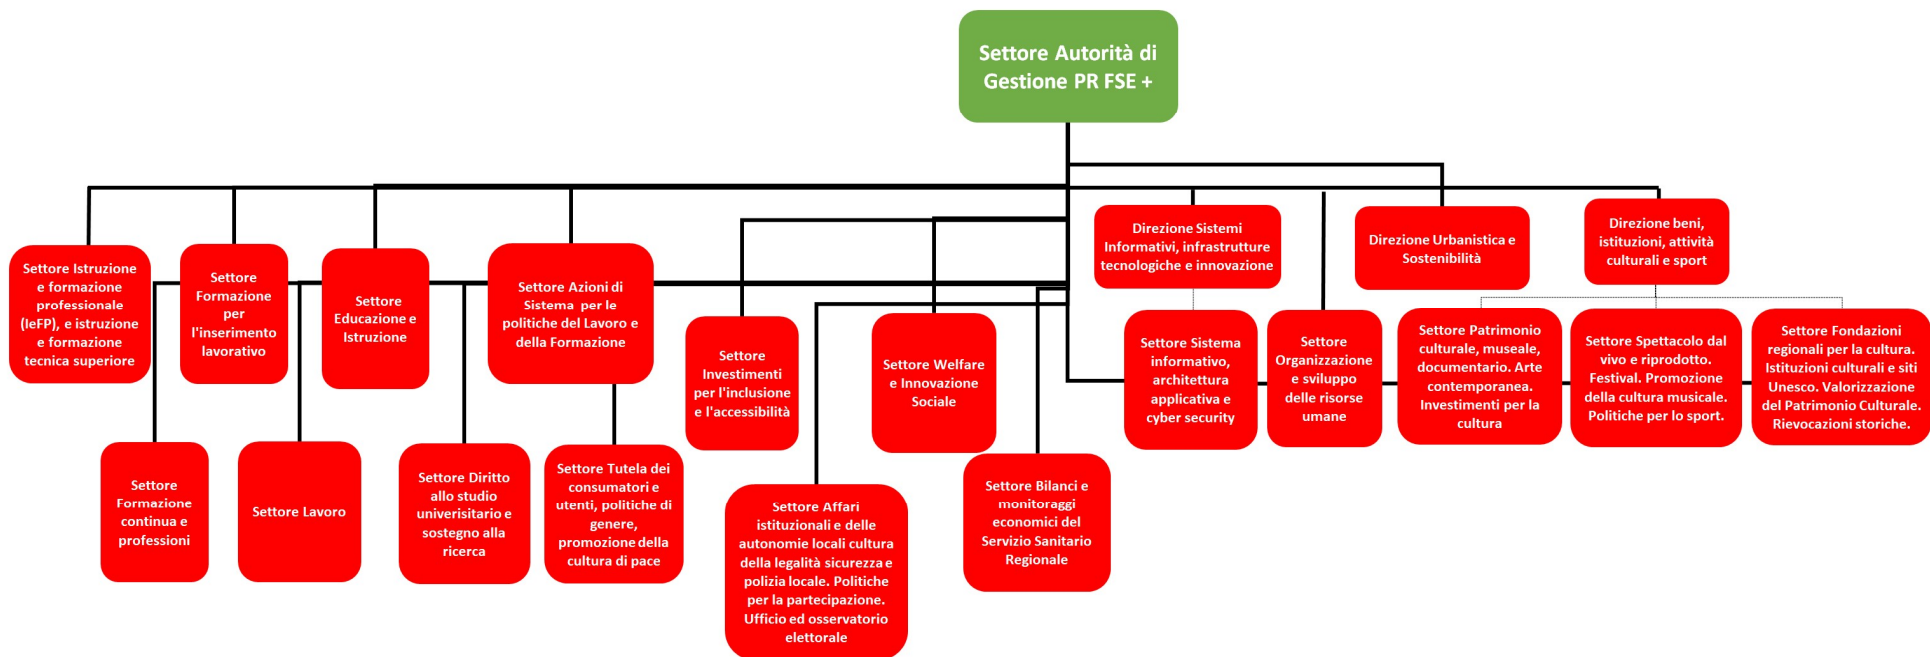 Settore Autorità di
Gestione PR FSE +
Settore Istruzione
e formazione
professionale
(IeFP), e istruzione
e formazione
tecnica superiore
Settore
Formazione
per
l'inserimento
lavorativo
Settore
Educazione e
Istruzione
Settore Azioni di
Sistema per le
politiche del Lavoro e
della Formazione
Settore
Investimenti
per l'inclusione
e l'accessibilità
Settore Welfare
e Innovazione
Sociale
Direzione Sistemi
Informativi, infrastrutture
tecnologiche e innovazione
Direzione Urbanistica e
Sostenibilità
Direzione beni,
istituzioni, attività
culturali e sport
Settore Sistema
informativo,
architettura
applicativa e
cyber security
Settore
Organizzazione
e sviluppo
delle risorse
umane
Settore Patrimonio
culturale, museale,
documentario. Arte
contemporanea.
Investimenti per la
cultura
Settore Spettacolo dal
vivo e riprodotto.
Festival. Promozione
della cultura musicale.
Politiche per lo sport.
Settore Fondazioni
regionali per la cultura.
Istituzioni culturali e siti
Unesco. Valorizzazione
del Patrimonio Culturale.
Rievocazioni storiche.
Settore
Formazione
continua e
professioni
Settore Lavoro
Settore Diritto
allo studio
univerisitario e
sostegno alla
ricerca
Settore Tutela dei
consumatori e
utenti, politiche di
genere,
promozione della
cultura di pace
Settore Affari
istituzionali e delle
autonomie locali cultura
della legalità sicurezza e
polizia locale. Politiche
per la partecipazione.
Ufficio ed osservatorio
elettorale
Settore Bilanci e
monitoraggi
economici del
Servizio Sanitario
Regionale